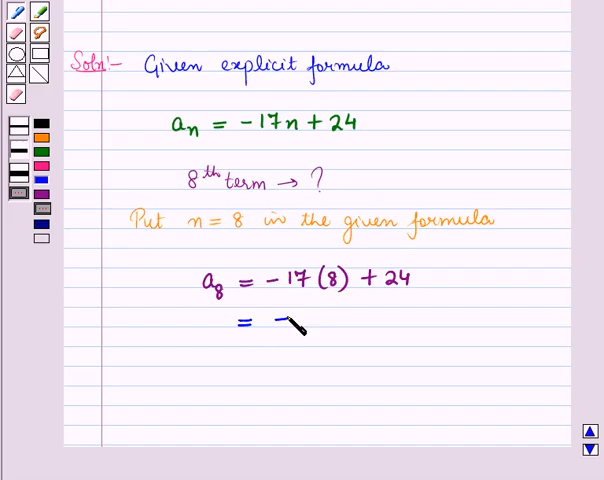 Soln:- Given explicit formula
aₙ = -17n + 24
8ᵗʰ term → ?
Put n = 8 in the given formula
a₈ = -17 (8) + 24
= -